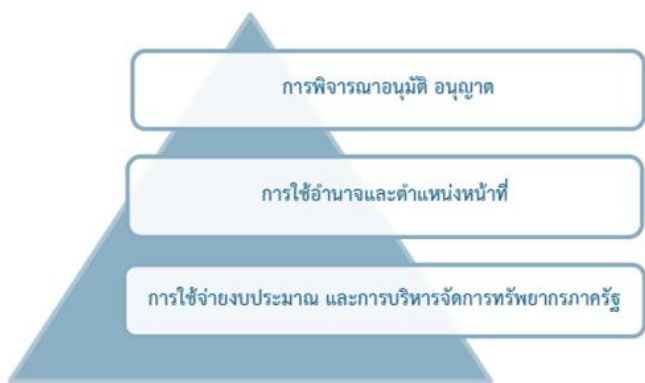 การพิจารณาอนุมัติ อนุญาต
การใช้อำนาจและตำแหน่งหน้าที่
การใช้จ่ายงบประมาณ และการบริหารจัดการทรัพยากรภาครัฐ